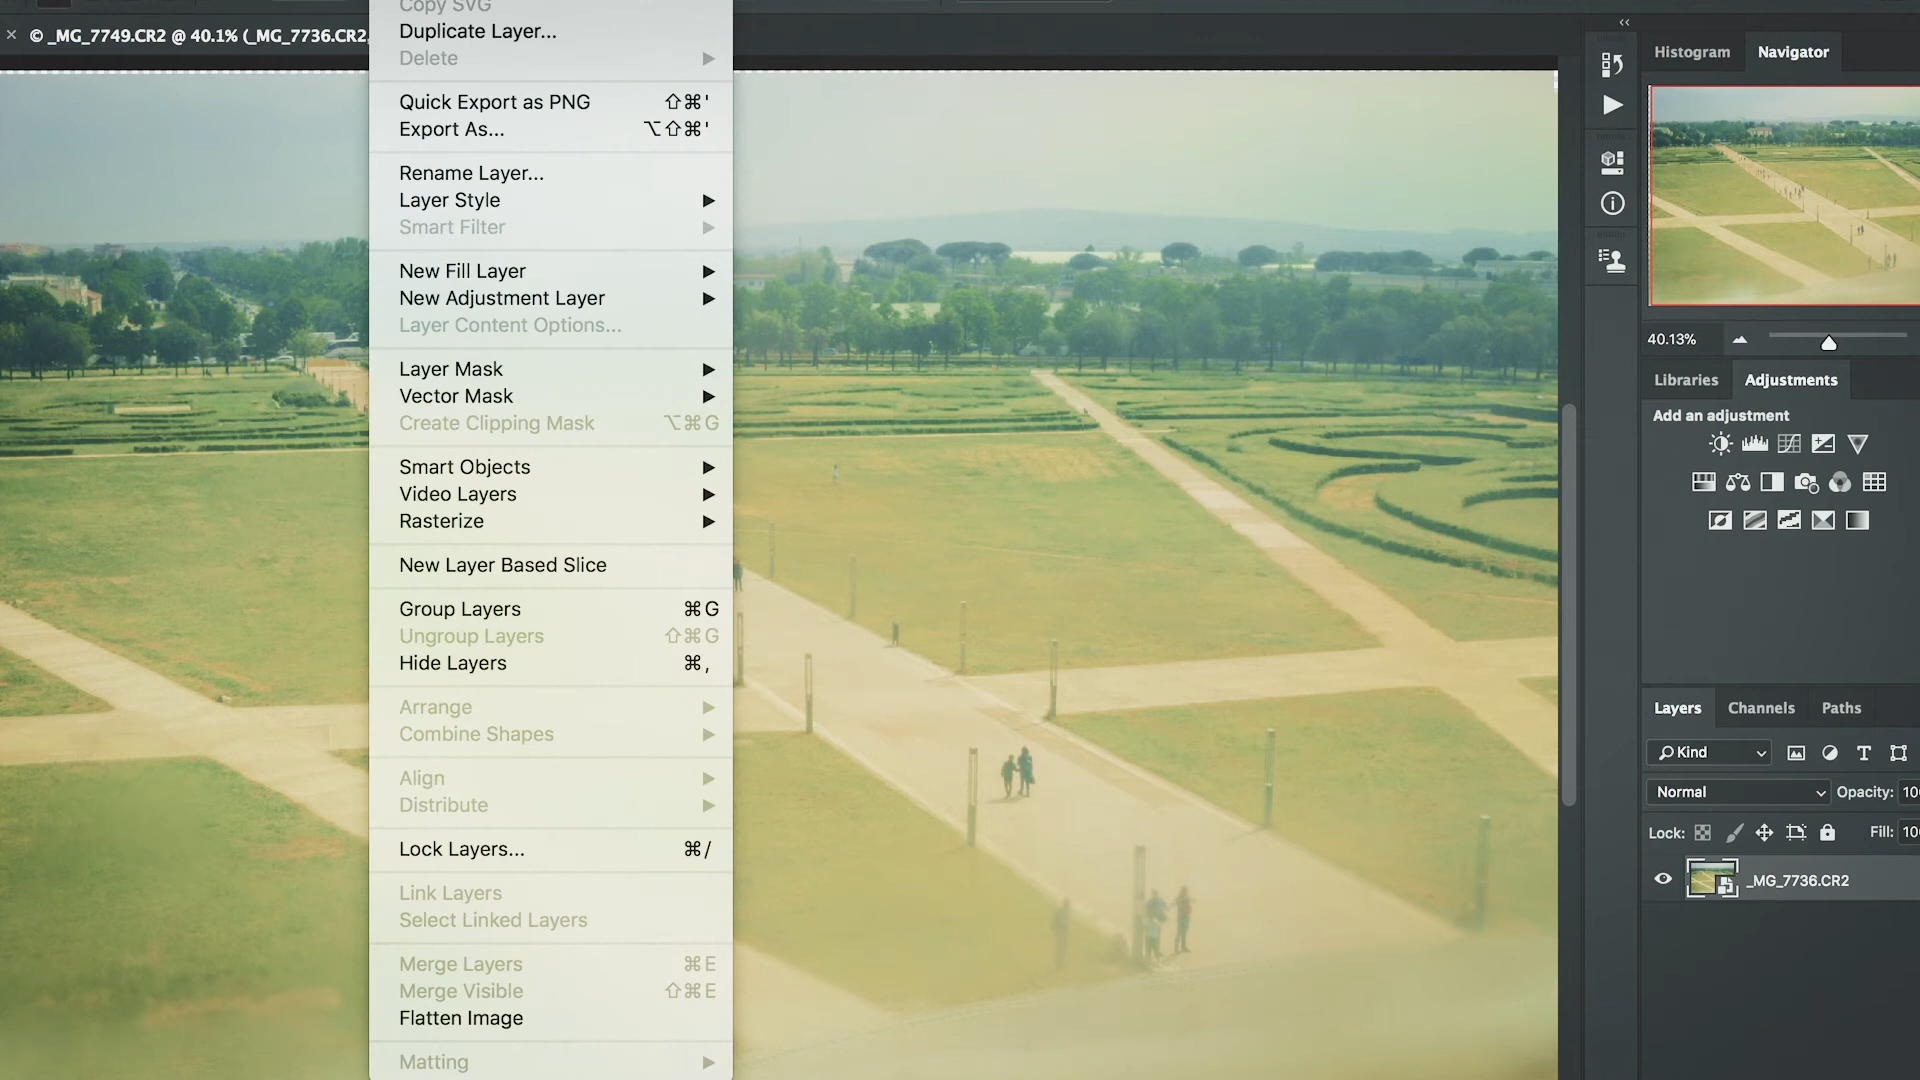 Copy SVG
© _MG_7749.CR2 @ 40.1% (_MG_7736.CR2,
Duplicate Layer...
Delete
Quick Export as PNG ⇧⌘'
Export As... ⌥⇧⌘'
Rename Layer...
Layer Style
Smart Filter
New Fill Layer
New Adjustment Layer
Layer Content Options...
Layer Mask
Vector Mask
Create Clipping Mask ⌥⌘G
Smart Objects
Video Layers
Rasterize
New Layer Based Slice
Group Layers ⌘G
Ungroup Layers ⇧⌘G
Hide Layers ⌘,
Arrange
Combine Shapes
Align
Distribute
Lock Layers... ⌘/
Link Layers
Select Linked Layers
Merge Layers ⌘E
Merge Visible ⇧⌘E
Flatten Image
Matting
Histogram Navigator
40.13%
Libraries Adjustments
Add an adjustment
Layers Channels Paths
Kind
Normal Opacity: 10
Lock: Fill: 10
_MG_7736.CR2